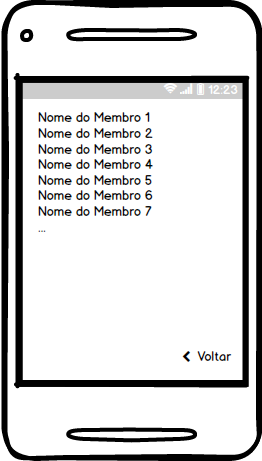 12:23
Nome do Membro 1
Nome do Membro 2
Nome do Membro 3
Nome do Membro 4
Nome do Membro 5
Nome do Membro 6
Nome do Membro 7
...
Voltar